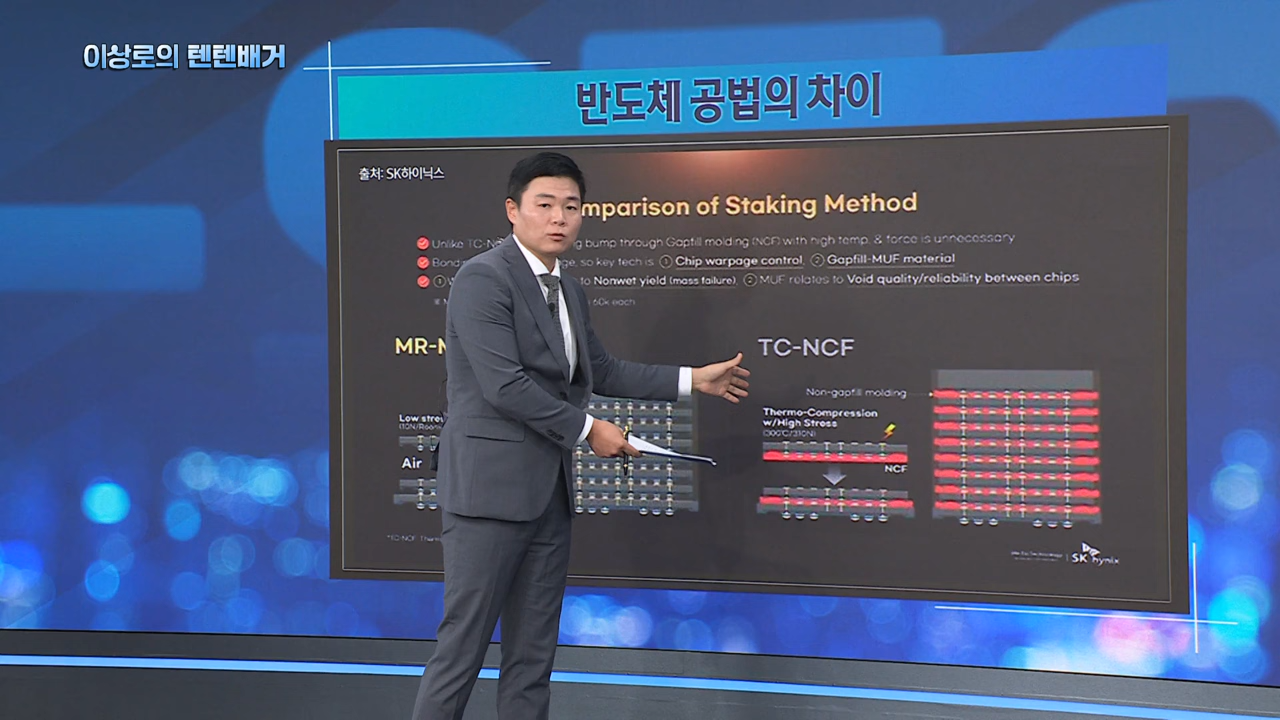 이상로의 텐텐배거
반도체 공법의 차이
출처: SK하이닉스
mparison of Staking Method
Unlike TC-N bump through Gapfill molding (NCF) with high temp. & force is unnecessary
so key tech is ① Chip warpage control, ② Gapfill-MUF material
① to Nonwet yield (mass failure), ② MUF relates to Void quality/reliability between chips
60k each
MR-M
TC-NCF
Non-gapfill molding
Low stre
Thermo-Compression
w/High Stress
(300℃/310N)
Air
NCF
SK hynix